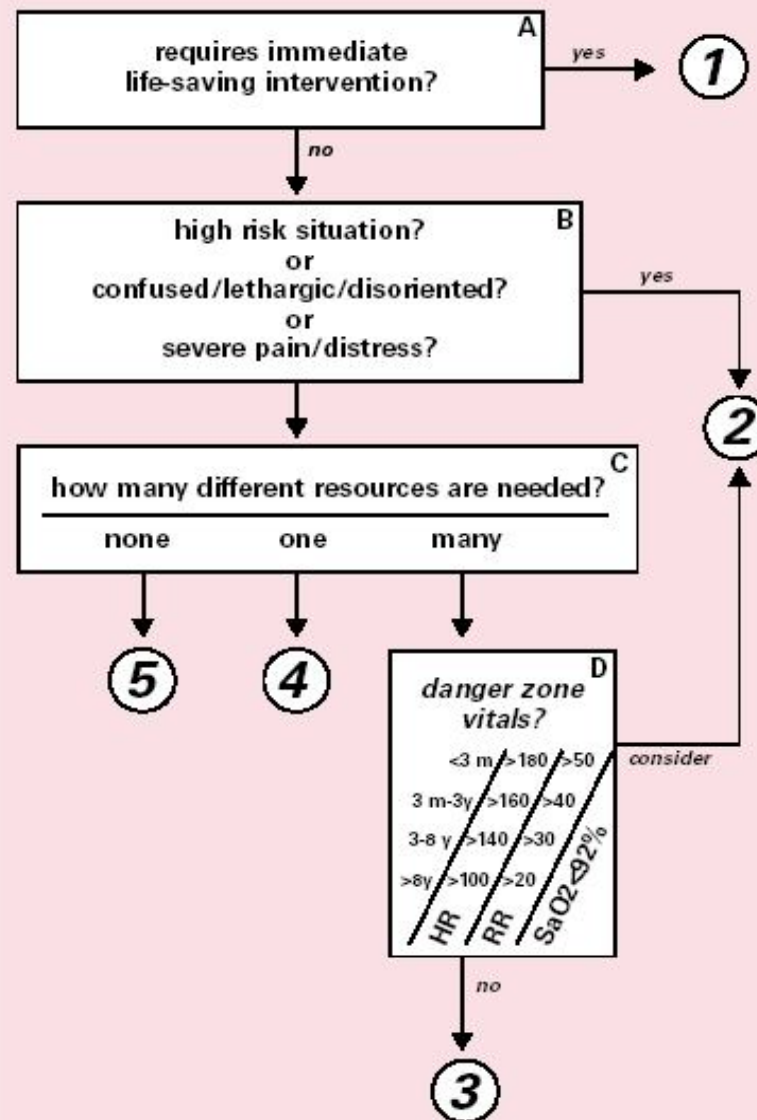 A
requires immediate
life-saving intervention?
yes
1
no
B
high risk situation?
or
confused/lethargic/disoriented?
or
severe pain/distress?
yes
2
C
how many different resources are needed?
none one many
5 4
D
danger zone
vitals?
<3 m >180 >50
3 m-3y >160 >40
3-8 y >140 >30
>8y >100 >20
HR RR SaO2<92%
consider
no
3